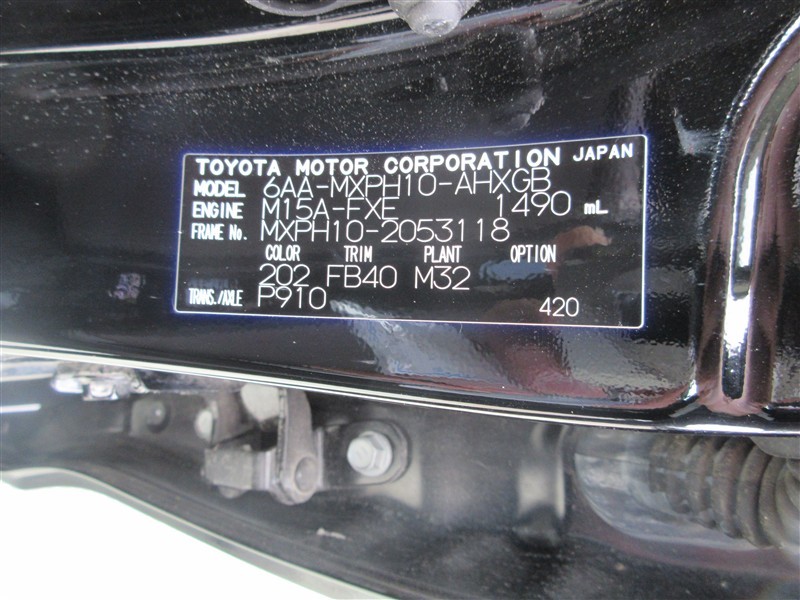 TOYOTA MOTOR CORPORATION JAPAN
MODEL 6AA-MXPH10-AHXGB
ENGINE M15A-FXE 1490 mL
FRAME No. MXPH10-2053118
COLOR TRIM PLANT OPTION
202 FB40 M32
TRANS./AXLE P910 420